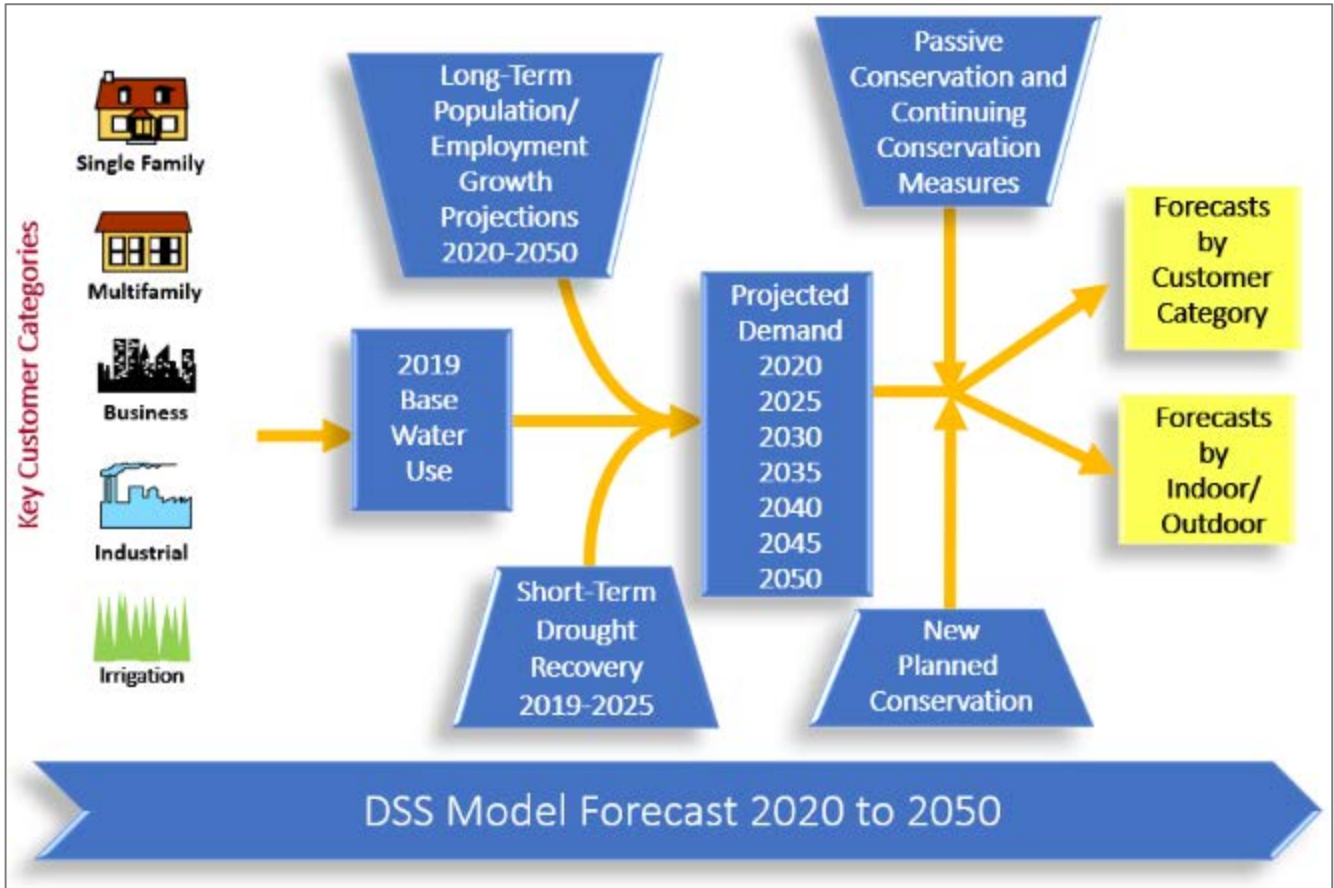 Key Customer Categories
Single Family
Multifamily
Business
Industrial
Irrigation
2019
Base
Water
Use
Long-Term
Population/
Employment
Growth
Projections
2020-2050
Short-Term
Drought
Recovery
2019-2025
Projected
Demand
2020
2025
2030
2035
2040
2045
2050
Passive
Conservation and
Continuing
Conservation
Measures
New
Planned
Conservation
Forecasts
by
Customer
Category
Forecasts
by
Indoor/
Outdoor
DSS Model Forecast 2020 to 2050